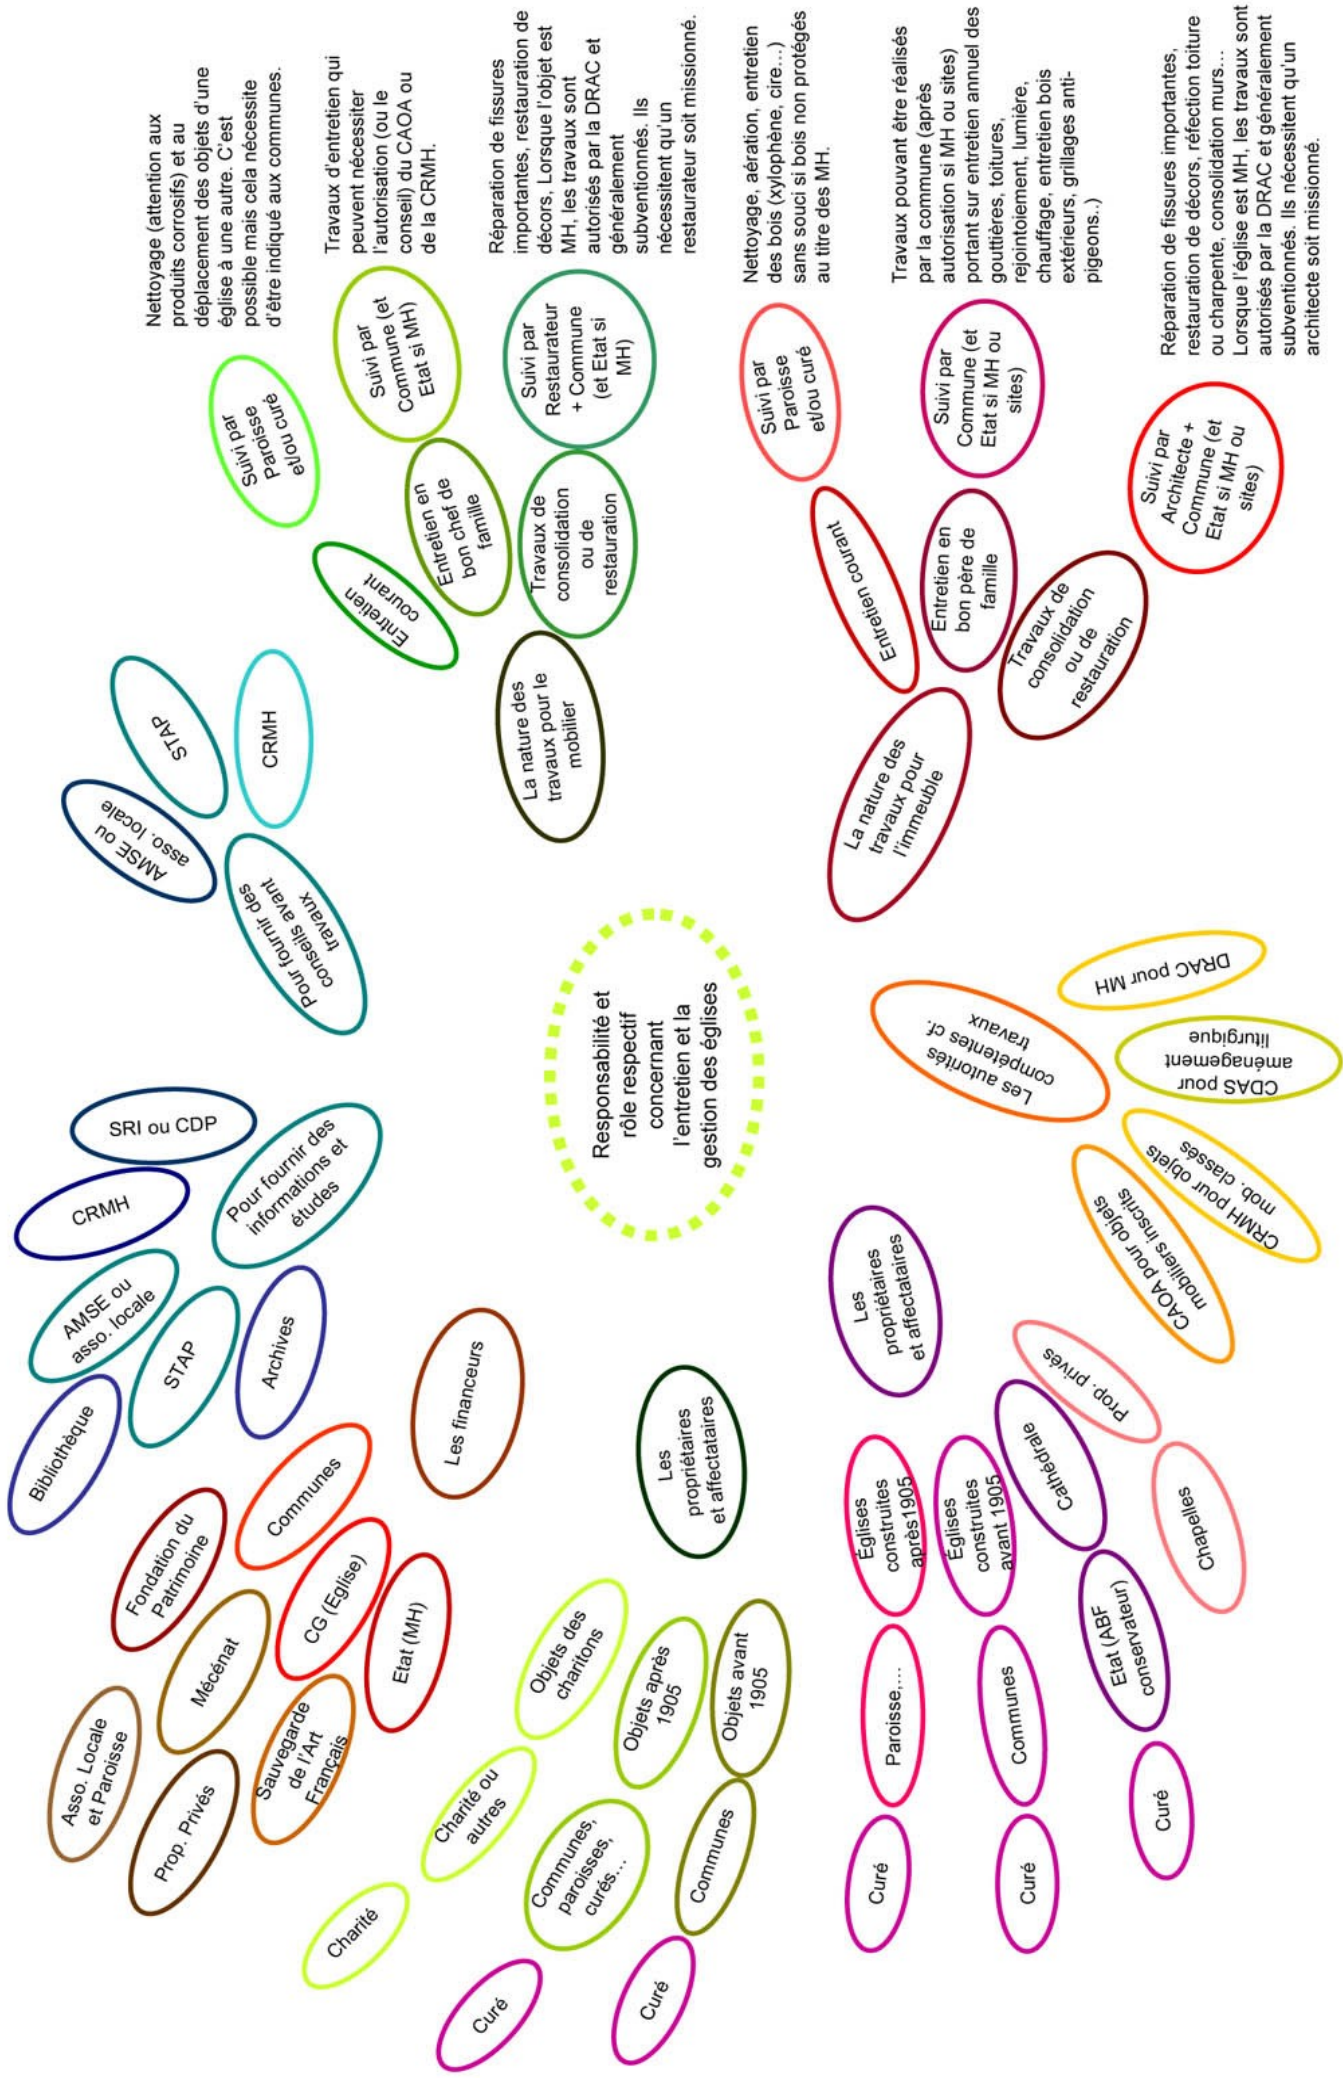 Responsabilité et
rôle respectif
concernant
l'entretien et la
gestion des églises
Pour fournir des
informations et
études
SRI ou CDP
CRMH
AMSE ou
asso. locale
Bibliothèque
STAP
Archives
Pour fournir des
conseils avant
travaux
AMSE ou
asso. locale
STAP
CRMH
Les financeurs
Communes
Fondation du
Patrimoine
CG (Eglise)
Etat (MH)
Mécénat
Sauvegarde
de l'Art
Français
Asso. Locale
et Paroisse
Prop. Privés
La nature des
travaux pour le
mobilier
Entretien
courant
Suivi par
Paroisse
et/ou curé
Nettoyage (attention aux
produits corrosifs) et au
déplacement des objets d'une
église à une autre. C'est
possible mais cela nécessite
d'être indiqué aux communes.
Entretien en
bon chef de
famille
Suivi par
Commune (et
Etat si MH)
Travaux d'entretien qui
peuvent nécessiter
l'autorisation (ou le
conseil) du CAOA ou
de la CRMH.
Travaux de
consolidation
ou de
restauration
Suivi par
Restaurateur
+ Commune
(et Etat si
MH)
Réparation de fissures
importantes, restauration de
décors, Lorsque l'objet est
MH, les travaux sont
autorisés par la DRAC et
généralement
subventionnés. Ils
nécessitent qu'un
restaurateur soit missionné.
Les
propriétaires
et affectataires
Objets des
charitons
Charité ou
autres
Charité
Objets après
1905
Communes,
paroisses,
curés…
Curé
Objets avant
1905
Communes
Curé
La nature des
travaux pour
l'immeuble
Entretien courant
Suivi par
Paroisse
et/ou curé
Nettoyage, aération, entretien
des bois (xylophène, cire…)
sans souci si bois non protégés
au titre des MH.
Entretien en
bon père de
famille
Suivi par
Commune (et
Etat si MH ou
sites)
Travaux pouvant être réalisés
par la commune (après
autorisation si MH ou sites)
portant sur entretien annuel des
gouttières, toitures,
rejointoiement, lumière,
chauffage, entretien bois
extérieurs, grillages anti-
pigeons..)
Travaux de
consolidation
ou de
restauration
Suivi par
Architecte +
Commune (et
Etat si MH ou
sites)
Réparation de fissures importantes,
restauration de décors, réfection toiture
ou charpente, consolidation murs…
Lorsque l'église est MH, les travaux sont
autorisés par la DRAC et généralement
subventionnés. Ils nécessitent qu'un
architecte soit missionné.
Les
propriétaires
et affectataires
Églises
construites
après1905
Paroisse,…
Curé
Églises
construites
avant 1905
Communes
Curé
Cathédrale
Etat (ABF
conservateur)
Curé
Prop. privés
Chapelles
Les autorités
compétentes cf.
travaux
DRAC pour MH
CDAS pour
aménagement
liturgique
CRMH pour objets
mob. classés
CAOA pour objets
mobiliers inscrits